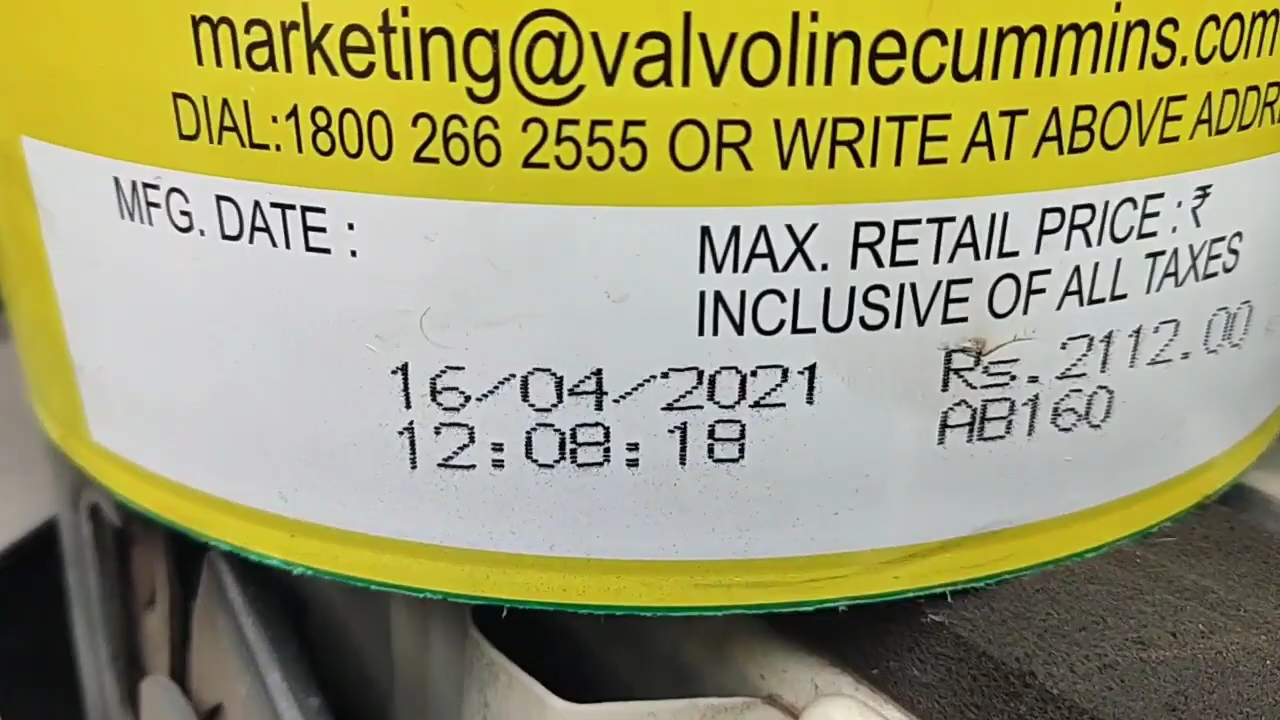 marketing@valvolinecummins.com
DIAL:1800 266 2555 OR WRITE AT ABOVE
MFG. DATE :
MAX. RETAIL PRICE : ₹
INCLUSIVE OF ALL TAXES
16/04/2021
12:08:18
Rs. 2112.00
AB160